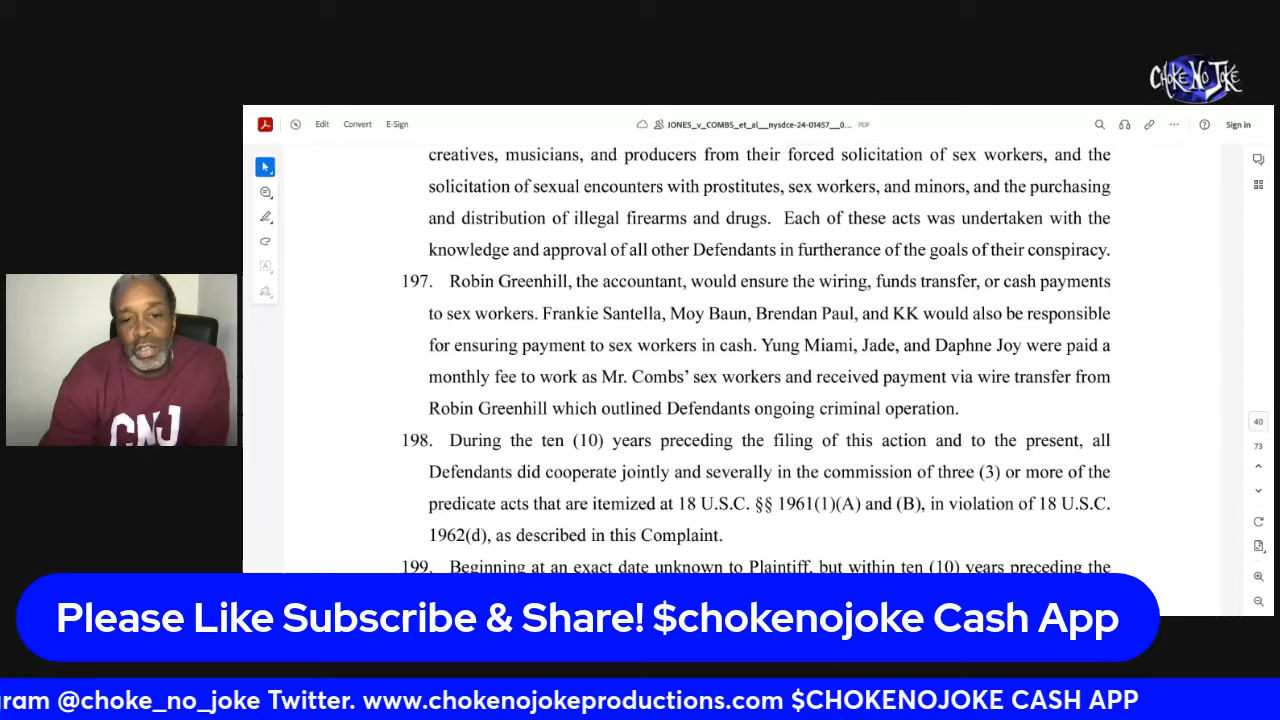 CHOKE NO JOKE
Edit Convert E-Sign
JONES_v_COMBS_et_al__nysdce-24-01457__0... PDF
Sign in
creatives, musicians, and producers from their forced solicitation of sex workers, and the
solicitation of sexual encounters with prostitutes, sex workers, and minors, and the purchasing
and distribution of illegal firearms and drugs. Each of these acts was undertaken with the
knowledge and approval of all other Defendants in furtherance of the goals of their conspiracy.
197. Robin Greenhill, the accountant, would ensure the wiring, funds transfer, or cash payments
to sex workers. Frankie Santella, Moy Baun, Brendan Paul, and KK would also be responsible
for ensuring payment to sex workers in cash. Yung Miami, Jade, and Daphne Joy were paid a
monthly fee to work as Mr. Combs’ sex workers and received payment via wire transfer from
Robin Greenhill which outlined Defendants ongoing criminal operation.
198. During the ten (10) years preceding the filing of this action and to the present, all
Defendants did cooperate jointly and severally in the commission of three (3) or more of the
predicate acts that are itemized at 18 U.S.C. §§ 1961(1)(A) and (B), in violation of 18 U.S.C.
1962(d), as described in this Complaint.
199. Beginning at an exact date unknown to Plaintiff, but within ten (10) years preceding the
40
73
CNJ
Please Like Subscribe & Share! $chokenojoke Cash App
gram @choke_no_joke Twitter. www.chokenojokeproductions.com $CHOKENOJOKE CASH APP